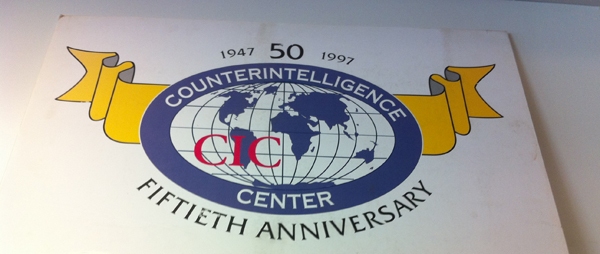 1947 50 1997
COUNTERINTELLIGENCE
CIC
CENTER
FIFTIETH ANNIVERSARY